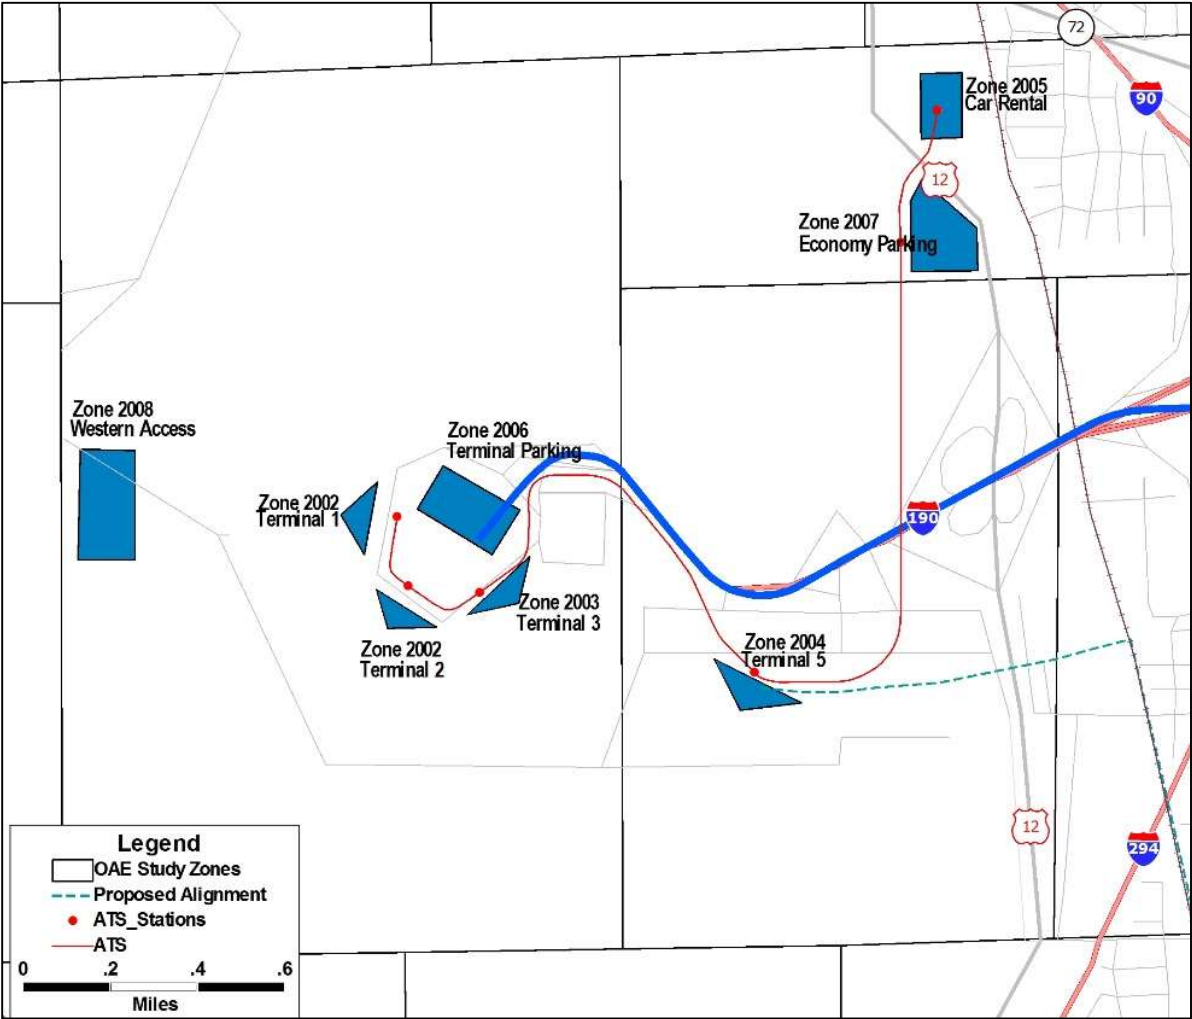 72
Zone 2005
Car Rental
90
12
Zone 2007
Economy Parking
Zone 2008
Western Access
Zone 2006
Terminal Parking
Zone 2002
Terminal 1
190
Zone 2003
Terminal 3
Zone 2002
Terminal 2
Zone 2004
Terminal 5
12
294
Legend
OAE Study Zones
Proposed Alignment
ATS_Stations
ATS
0 .2 .4 .6
Miles